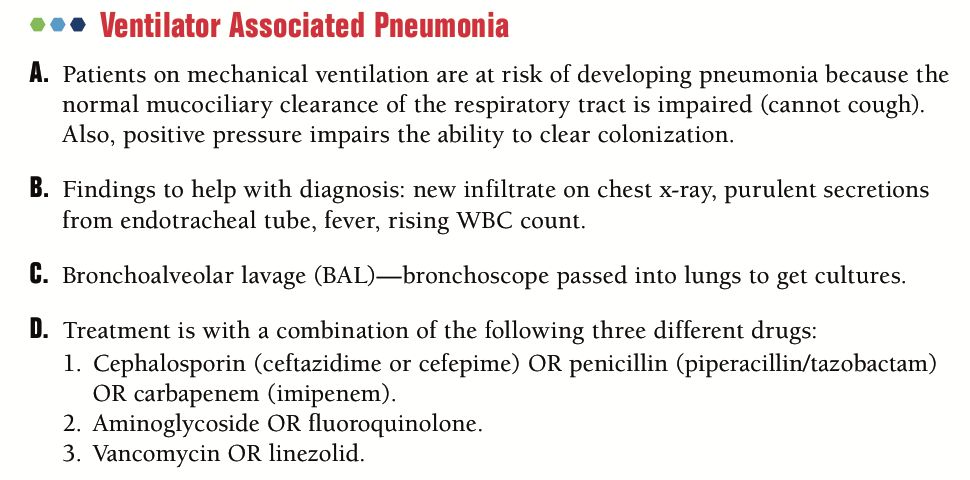 Ventilator Associated Pneumonia
A. Patients on mechanical ventilation are at risk of developing pneumonia because the
normal mucociliary clearance of the respiratory tract is impaired (cannot cough).
Also, positive pressure impairs the ability to clear colonization.
B. Findings to help with diagnosis: new infiltrate on chest x-ray, purulent secretions
from endotracheal tube, fever, rising WBC count.
C. Bronchoalveolar lavage (BAL)—bronchoscope passed into lungs to get cultures.
D. Treatment is with a combination of the following three different drugs:
1. Cephalosporin (ceftazidime or cefepime) OR penicillin (piperacillin/tazobactam)
OR carbapenem (imipenem).
2. Aminoglycoside OR fluoroquinolone.
3. Vancomycin OR linezolid.